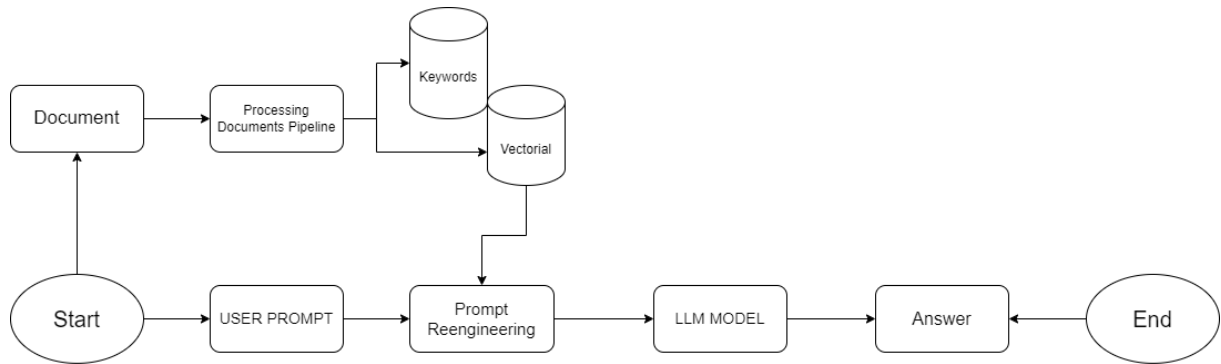 Keywords
Document
Processing
Documents Pipeline
Vectorial
Start
USER PROMPT
Prompt
Reengineering
LLM MODEL
Answer
End